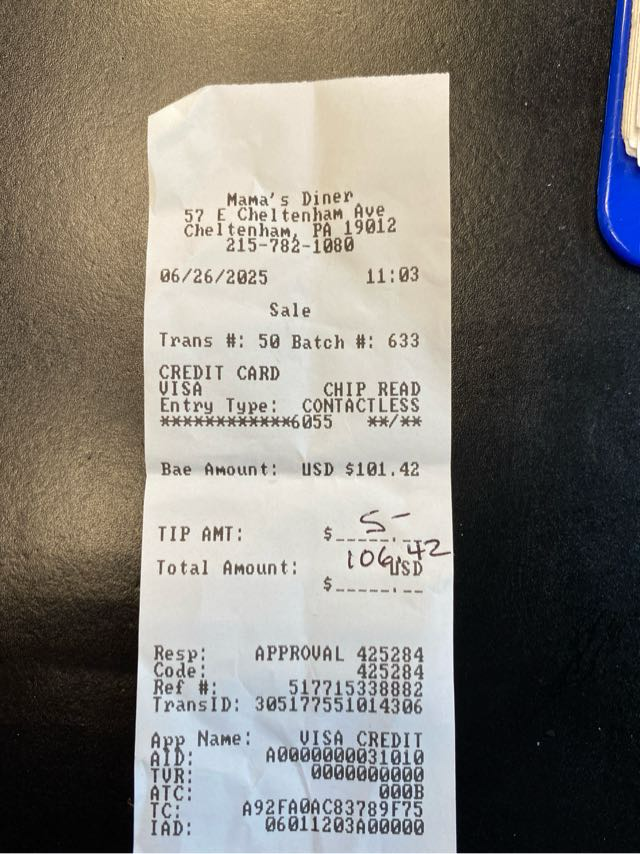 Mama's Diner
57 E Cheltenham Ave
Cheltenham, PA 19012
215-782-1080
06/26/2025 11:03
Sale
Trans #: 50 Batch #: 633
CREDIT CARD
VISA CHIP READ
Entry Type: CONTACTLESS
************6055 **/**
Bae Amount: USD $101.42
TIP AMT: $ 5-
Total Amount: 106.42 USD
$______.__
Resp: APPROVAL 425284
Code: 425284
Ref #: 517715338882
TransID: 305177551014306
App Name: VISA CREDIT
AID: A0000000031010
TVR: 0000000000
ATC: 000B
TC: A92FA0AC83789F75
IAD: 06011203A00000